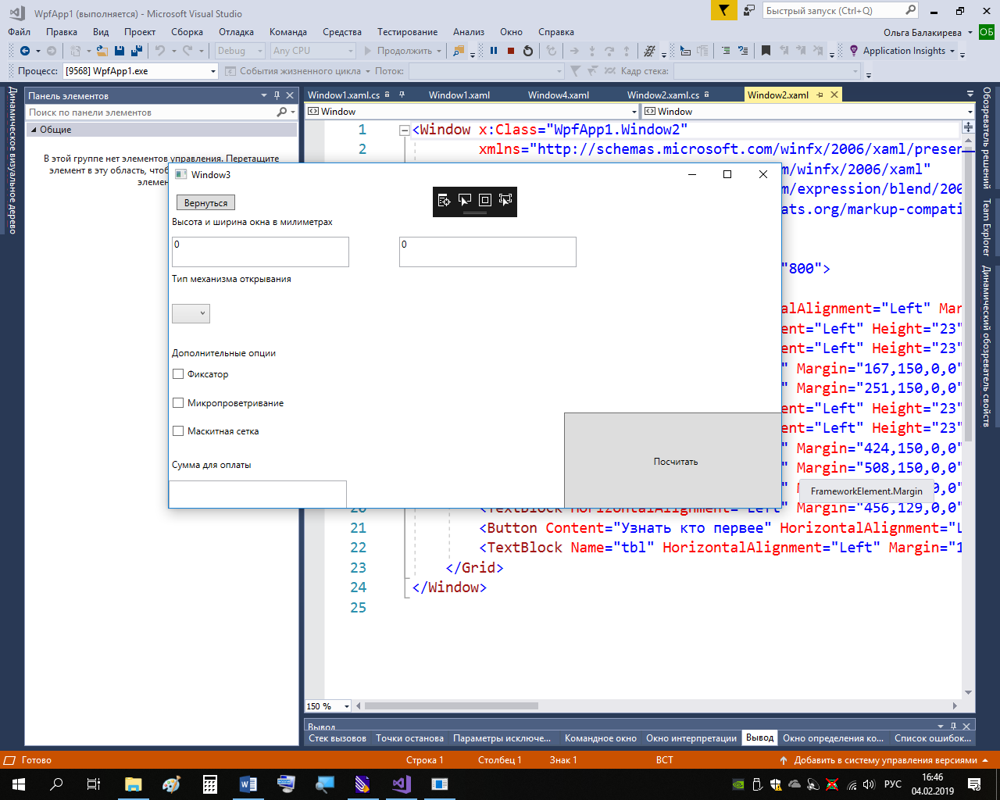 WpfApp1 (выполняется) - Microsoft Visual Studio
Быстрый запуск (Ctrl+Q)
Файл Правка Вид Проект Сборка Отладка Команда Средства Тестирование Анализ Окно Справка
Ольга Балакирева ОБ
Debug Any CPU Продолжить Application Insights
Процесс: [9568] WpfApp1.exe События жизненного цикла Поток: Кадр стека:
Динамическое визуальное дерево
Панель элементов
Поиск по панели элементов
Общие
В этой группе нет элементов управления. Перетащите
элемент в эту область, чтоб
элем
Window1.xaml.cs Window1.xaml Window4.xaml Window2.xaml.cs Window2.xaml
Window Window
1 <Window x:Class="WpfApp1.Window2"
2 xmlns="http://schemas.microsoft.com/winfx/2006/xaml/preser
m/winfx/2006/xaml"
m/expression/blend/200
ats.org/markup-compati
"800">
alAlignment="Left" Mar
ent="Left" Height="23"
ent="Left" Height="23"
" Margin="167,150,0,0"
" Margin="251,150,0,0"
ent="Left" Height="23"
ent="Left" Height="23"
" Margin="424,150,0,0"
" Margin="508,150,0,0"
0,0"
20 <TextBlock HorizontalAlignment="Left" Margin="456,129,0,0"
21 <Button Content="Узнать кто первее" HorizontalAlignment="L
22 <TextBlock Name="tbl" HorizontalAlignment="Left" Margin="1
23 </Grid>
24 </Window>
25
FrameworkElement.Margin
Window3
Вернуться
Высота и ширина окна в милиметрах
0 0
Тип механизма открывания
Дополнительные опции
Фиксатор
Микропроветривание
Маскитная сетка
Сумма для оплаты
Посчитать
Обозреватель решений
Team Explorer
Динамический обозреватель свойств
150 %
Вывод
Стек вызовов Точки останова Параметры исключе... Командное окно Окно интерпретации Вывод Окно определения ко... Список ошибок...
Готово Строка 1 Столбец 1 Знак 1 ВСТ Добавить в систему управления версиями
РУС
16:46
04.02.2019